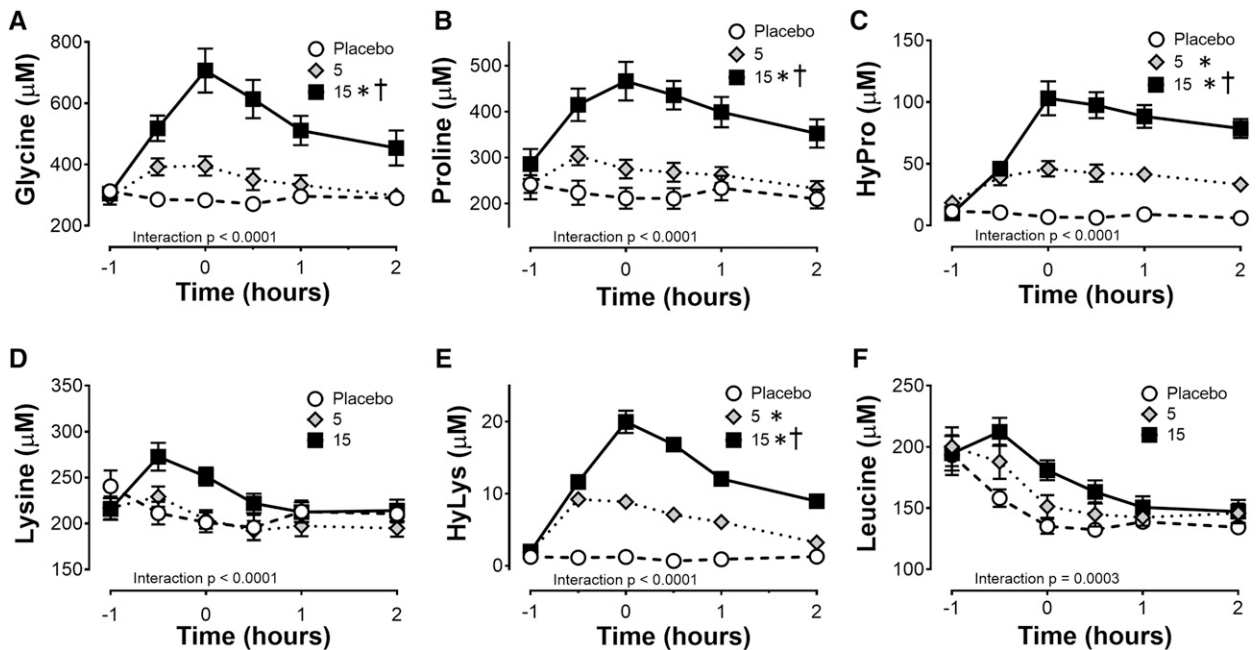 A
Glycine (μM)
800
600
400
200
Placebo
5
15 * †
Interaction p < 0.0001
-1 0 1 2
Time (hours)
B
Proline (μM)
500
400
300
200
Placebo
5
15 * †
Interaction p < 0.0001
-1 0 1 2
Time (hours)
C
HyPro (μM)
150
100
50
0
Placebo
5 *
15 * †
Interaction p < 0.0001
-1 0 1 2
Time (hours)
D
Lysine (μM)
350
300
250
200
150
Placebo
5
15
Interaction p < 0.0001
-1 0 1 2
Time (hours)
E
HyLys (μM)
20
10
0
Placebo
5 *
15 * †
Interaction p < 0.0001
-1 0 1 2
Time (hours)
F
Leucine (μM)
250
200
150
100
Placebo
5
15
Interaction p = 0.0003
-1 0 1 2
Time (hours)